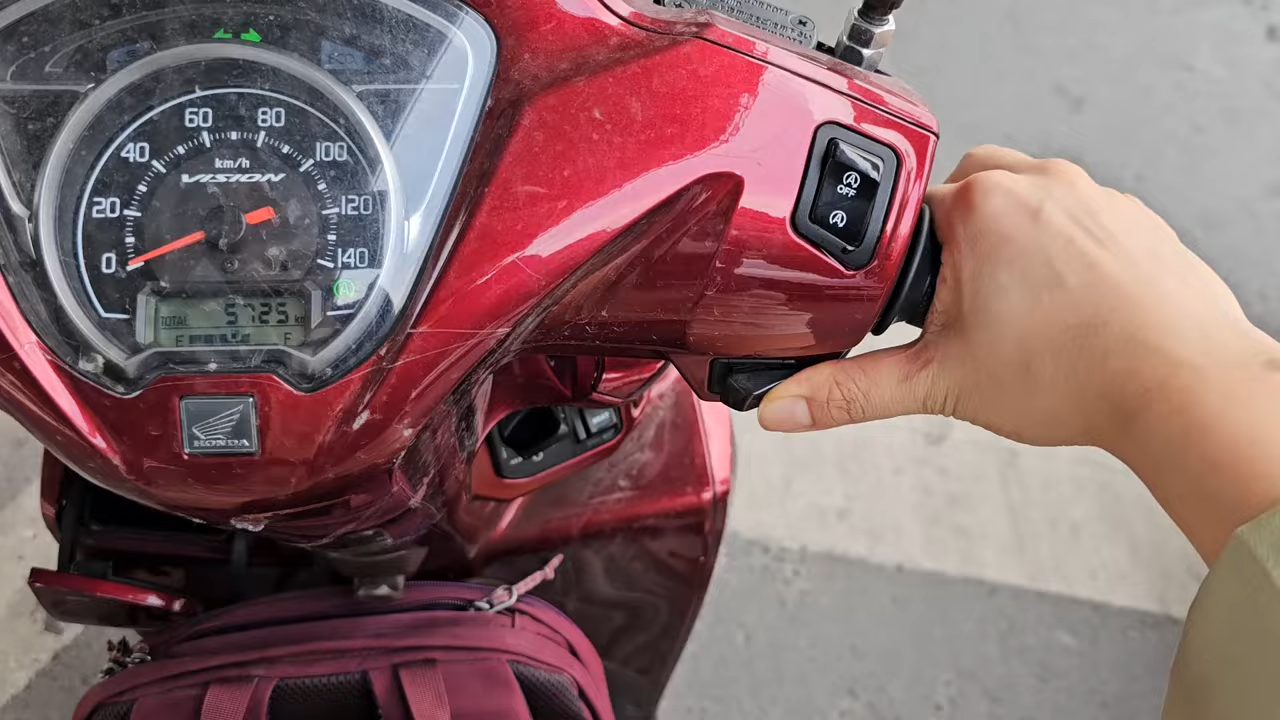 60 80
40 100
km/h
VISION
20 120
0 140
A
TOTAL 5725 km
E F
HONDA
A
OFF
A